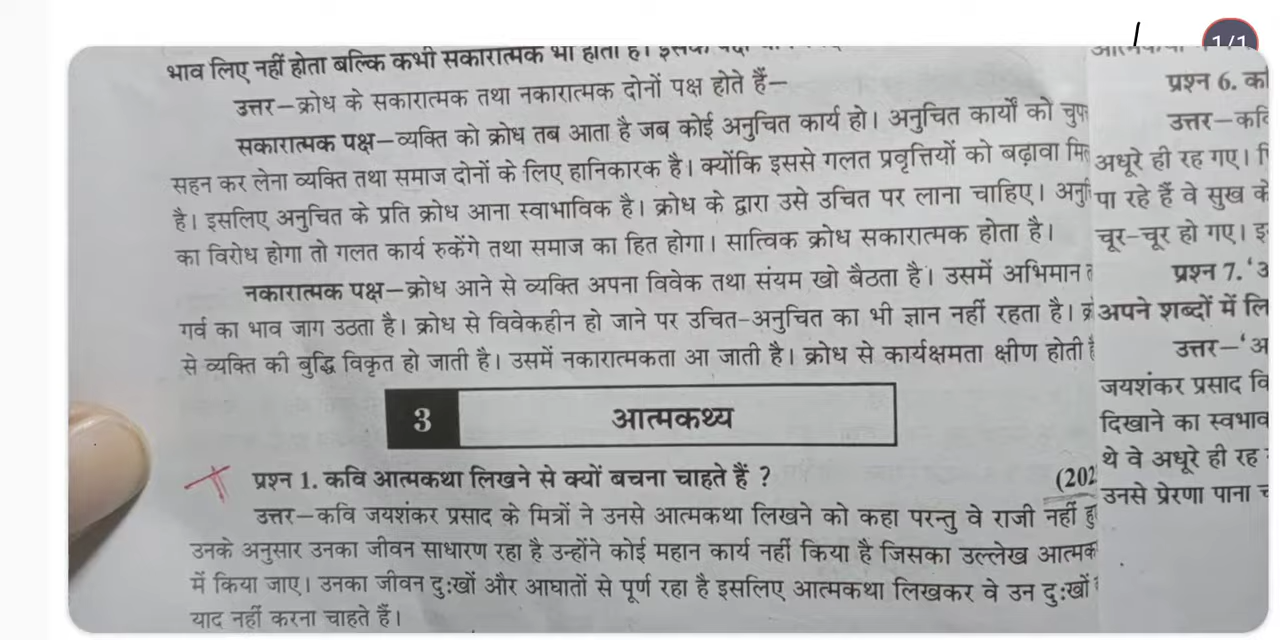 भाव लिए नहीं होता बल्कि कभी सकारात्मक भी होता है। इसके
उत्तर–क्रोध के सकारात्मक तथा नकारात्मक दोनों पक्ष होते हैं–
सकारात्मक पक्ष–व्यक्ति को क्रोध तब आता है जब कोई अनुचित कार्य हो। अनुचित कार्यों को चुप
सहन कर लेना व्यक्ति तथा समाज दोनों के लिए हानिकारक है। क्योंकि इससे गलत प्रवृत्तियों को बढ़ावा
है। इसलिए अनुचित के प्रति क्रोध आना स्वाभाविक है। क्रोध के द्वारा उसे उचित पर लाना चाहिए।
का विरोध होगा तो गलत कार्य रुकेंगे तथा समाज का हित होगा। सात्विक क्रोध सकारात्मक होता है।
नकारात्मक पक्ष–क्रोध आने से व्यक्ति अपना विवेक तथा संयम खो बैठता है। उसमें अभिमान
गर्व का भाव जाग उठता है। क्रोध से विवेकहीन हो जाने पर उचित-अनुचित का भी ज्ञान नहीं रहता है।
से व्यक्ति की बुद्धि विकृत हो जाती है। उसमें नकारात्मकता आ जाती है। क्रोध से कार्यक्षमता क्षीण होती
3 आत्मकथ्य
प्रश्न 1. कवि आत्मकथा लिखने से क्यों बचना चाहते हैं ? (202
उत्तर–कवि जयशंकर प्रसाद के मित्रों ने उनसे आत्मकथा लिखने को कहा परन्तु वे राजी नहीं
उनके अनुसार उनका जीवन साधारण रहा है उन्होंने कोई महान कार्य नहीं किया है जिसका उल्लेख आत्मक
में किया जाए। उनका जीवन दुःखों और आघातों से पूर्ण रहा है इसलिए आत्मकथा लिखकर वे उन दुःखों
याद नहीं करना चाहते हैं।
1/1
प्रश्न 6. का
उत्तर–कवि
अधूरे ही रह गए।
पा रहे हैं वे सुख के
चूर-चूर हो गए।
प्रश्न 7. ‘अ
अपने शब्दों में लि
उत्तर–‘अ
जयशंकर प्रसाद वि
दिखाने का स्वभाव
थे वे अधूरे ही रह
उनसे प्रेरणा पाना